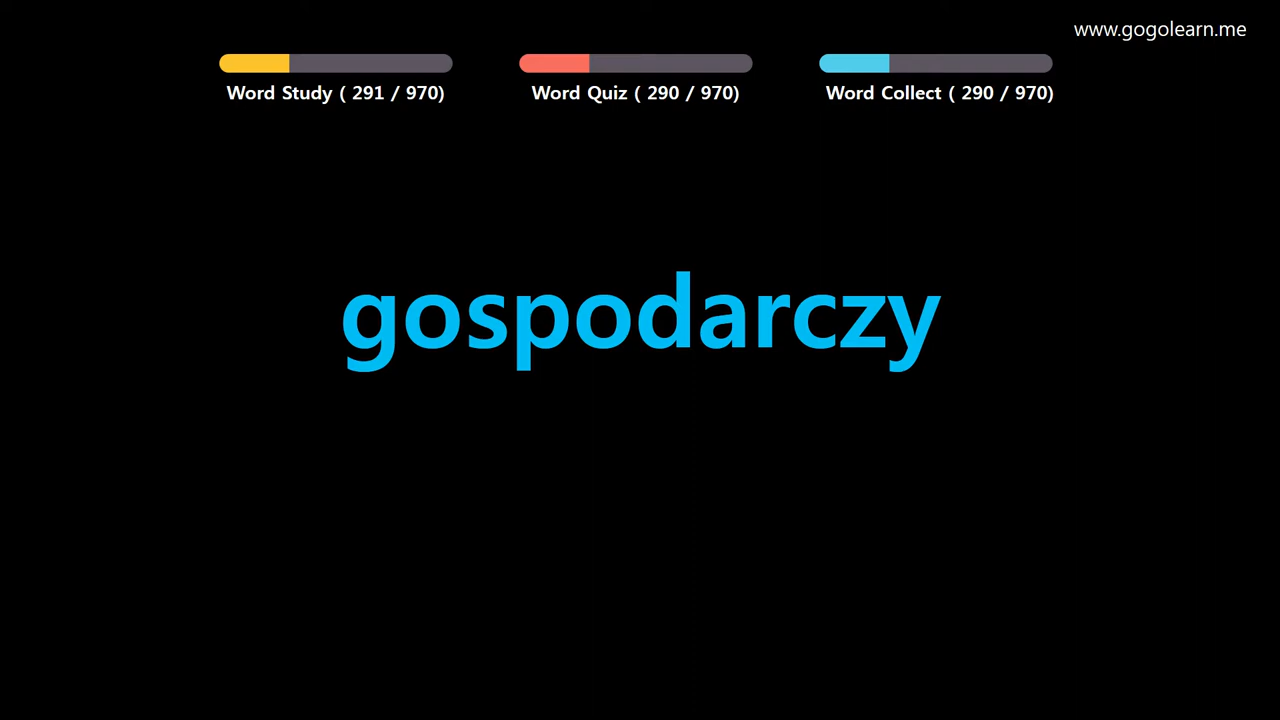 www.gogolearn.me
Word Study ( 291 / 970)
Word Quiz ( 290 / 970)
Word Collect ( 290 / 970)
gospodarczy